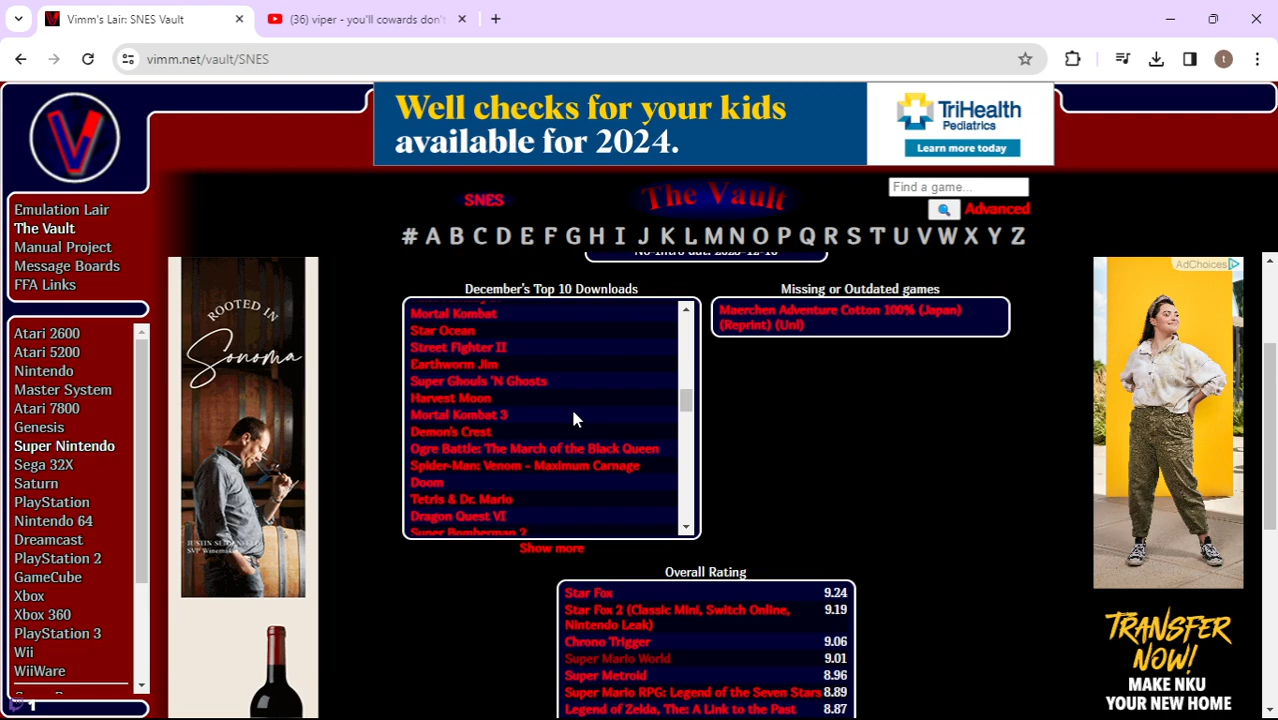 Vimm's Lair: SNES Vault
(36) viper - you'll cowards don't
vimm.net/vault/SNES
t
Well checks for your kids
available for 2024.
TriHealth
Pediatrics
Learn more today
V
SNES
The Vault
Find a game...
Advanced
# A B C D E F G H I J K L M N O P Q R S T U V W X Y Z
Emulation Lair
The Vault
Manual Project
Message Boards
FFA Links
Atari 2600
Atari 5200
Nintendo
Master System
Atari 7800
Genesis
Super Nintendo
Sega 32X
Saturn
PlayStation
Nintendo 64
Dreamcast
PlayStation 2
GameCube
Xbox
Xbox 360
PlayStation 3
Wii
WiiWare
1
ROOTED IN
Sonoma
SVP Winemaker
December's Top 10 Downloads
Mortal Kombat
Star Ocean
Street Fighter II
Earthworm Jim
Super Ghouls 'N Ghosts
Harvest Moon
Mortal Kombat 3
Demon's Crest
Ogre Battle: The March of the Black Queen
Spider-Man: Venom - Maximum Carnage
Doom
Tetris & Dr. Mario
Dragon Quest VI
Super Bomberman 2
Show more
Missing or Outdated games
Maerchen Adventure Cotton 100% (Japan)
(Reprint) (Unl)
Overall Rating
Star Fox 9.24
Star Fox 2 (Classic Mini, Switch Online, 9.19
Nintendo Leak)
Chrono Trigger 9.06
Super Mario World 9.01
Super Metroid 8.96
Super Mario RPG: Legend of the Seven Stars 8.89
Legend of Zelda, The: A Link to the Past 8.87
AdChoices
TRANSFER
NOW!
MAKE NKU
YOUR NEW HOME